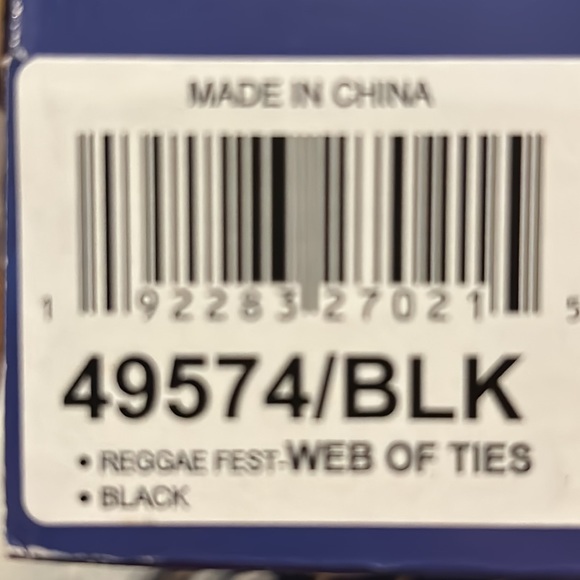 MADE IN CHINA
1 92283 27021 5
49574/BLK
• REGGAE FEST-WEB OF TIES
• BLACK